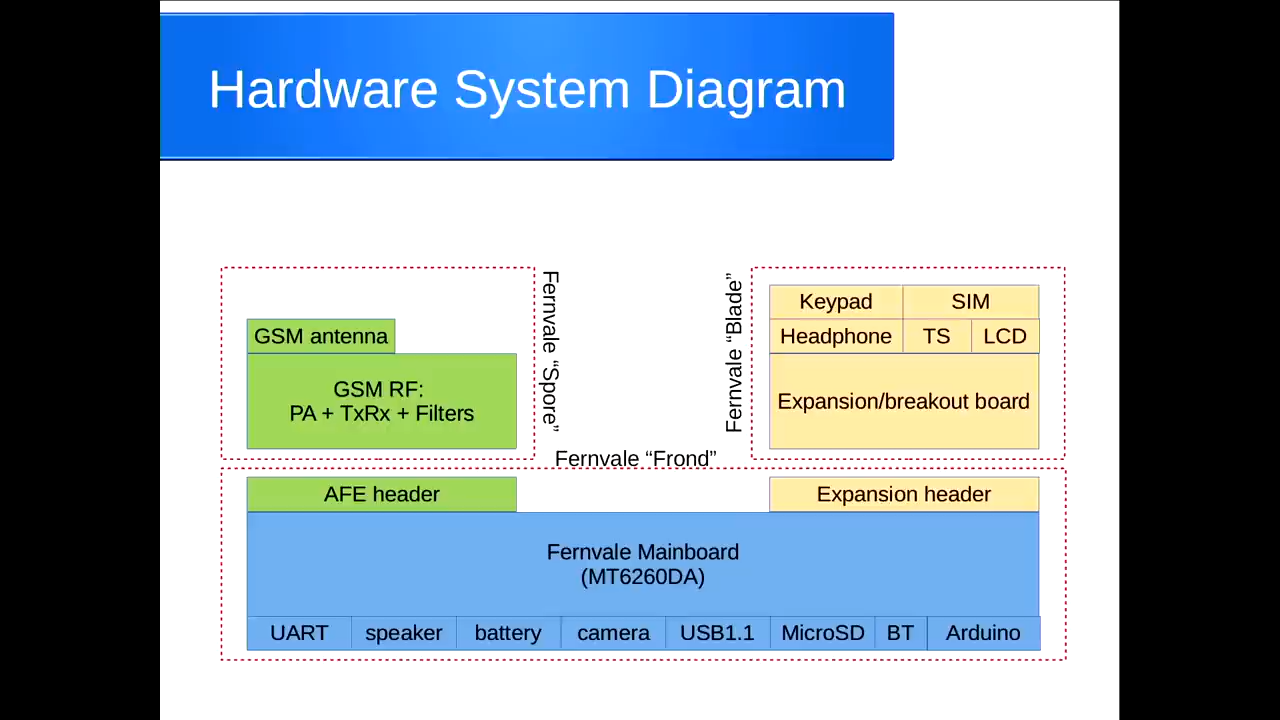 Hardware System Diagram
GSM antenna
GSM RF:
PA + TxRx + Filters
Fernvale “Spore”
Fernvale “Blade”
Keypad SIM
Headphone TS LCD
Expansion/breakout board
Fernvale “Frond”
AFE header
Expansion header
Fernvale Mainboard
(MT6260DA)
UART speaker battery camera USB1.1 MicroSD BT Arduino